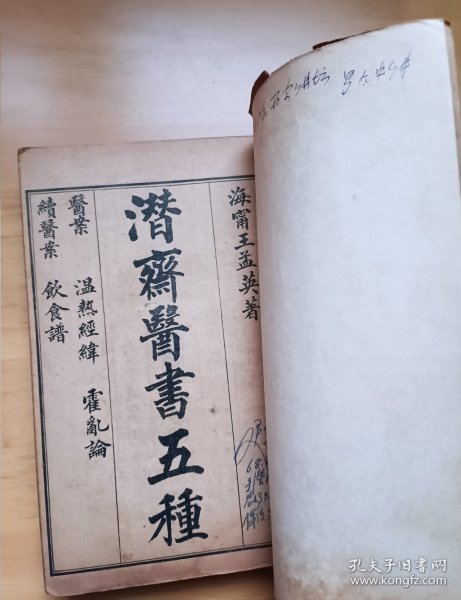 海甯王孟英著
潛齋醫書五種
醫案 温熱經緯 霍亂論
續醫案 飲食譜
孔夫子旧书网
www.kongfz.com